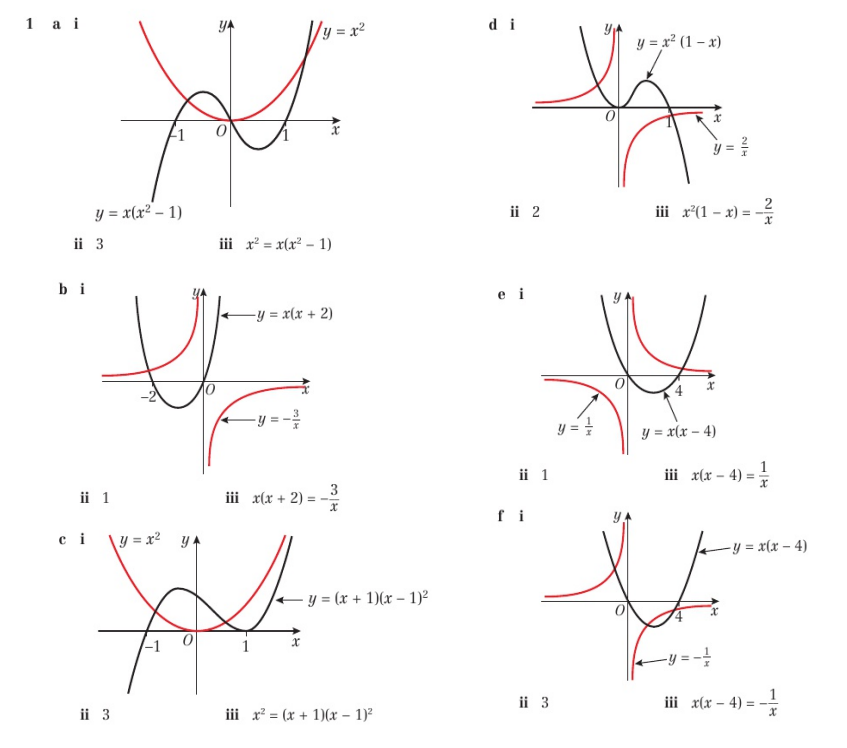 1 a i
y
y = x²
-1
O
1
x
y = x(x² – 1)
ii 3 iii x² = x(x² – 1)
b i
y
y = x(x + 2)
-2
O
x
y = –3/x
ii 1 iii x(x + 2) = –3/x
c i
y = x²
y
y = (x + 1)(x – 1)²
-1
O
1
x
ii 3 iii x² = (x + 1)(x – 1)²
d i
y
y = x² (1 – x)
O
1
x
y = 2/x
ii 2 iii x²(1 – x) = –2/x
e i
y
O
4
x
y = 1/x
y = x(x – 4)
ii 1 iii x(x – 4) = 1/x
f i
y
y = x(x – 4)
O
4
x
y = –1/x
ii 3 iii x(x – 4) = –1/x